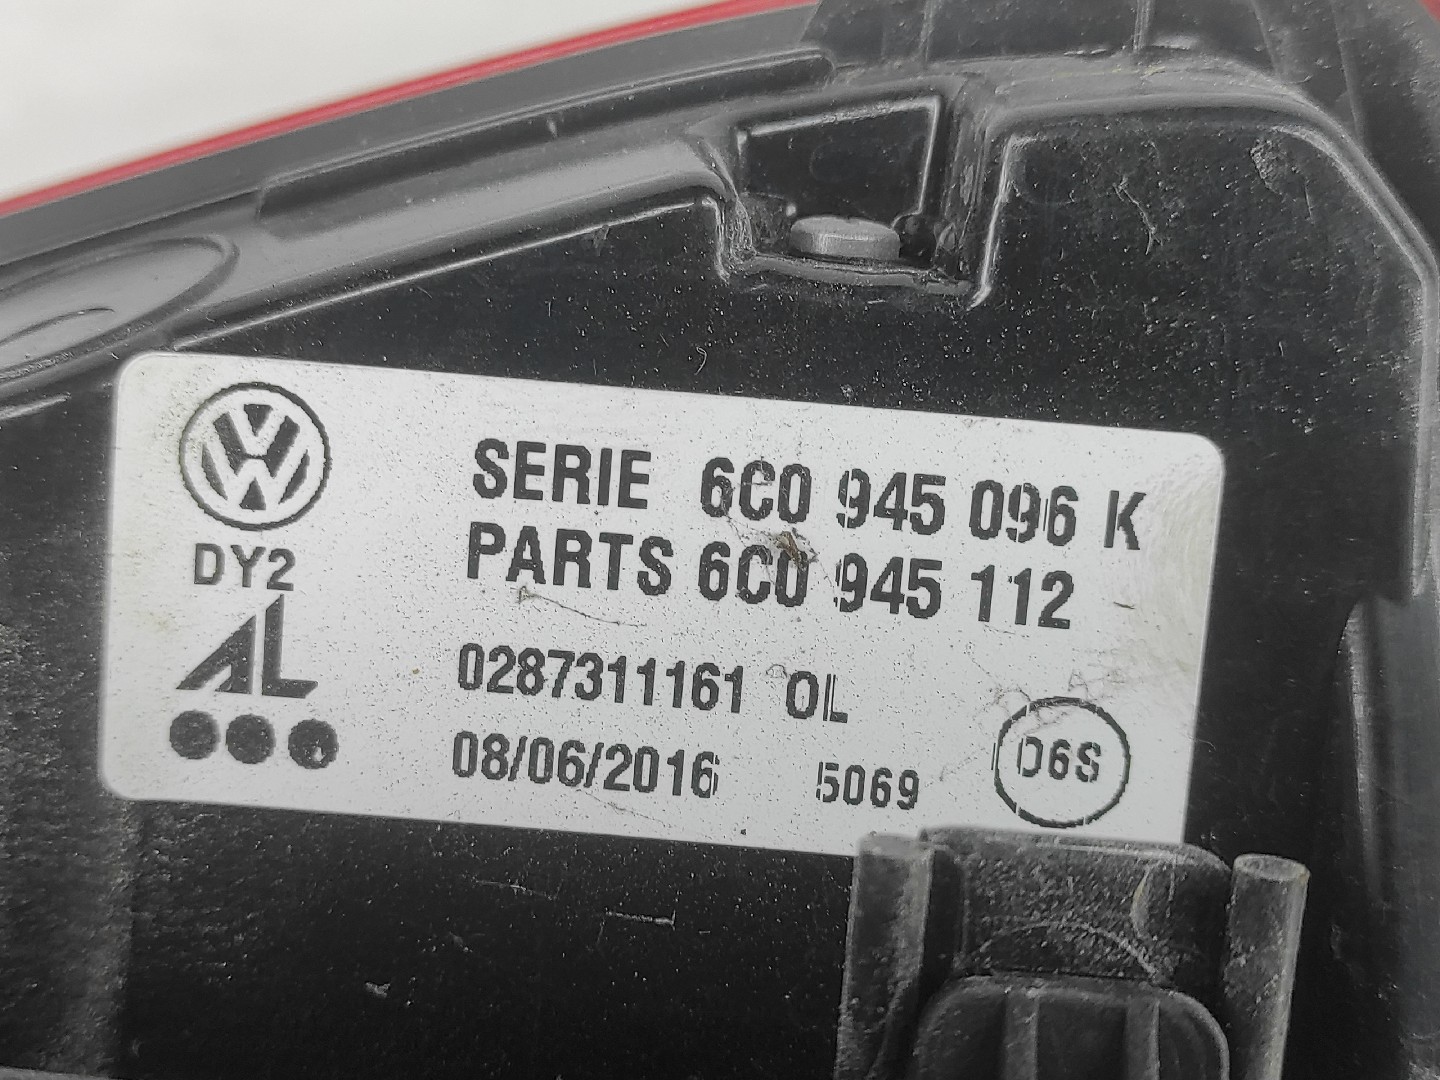 SERIE 6C0 945 096 K
PARTS 6C0 945 112
DY2
AL
0287311161 OL
08/06/2016 5069 D6S